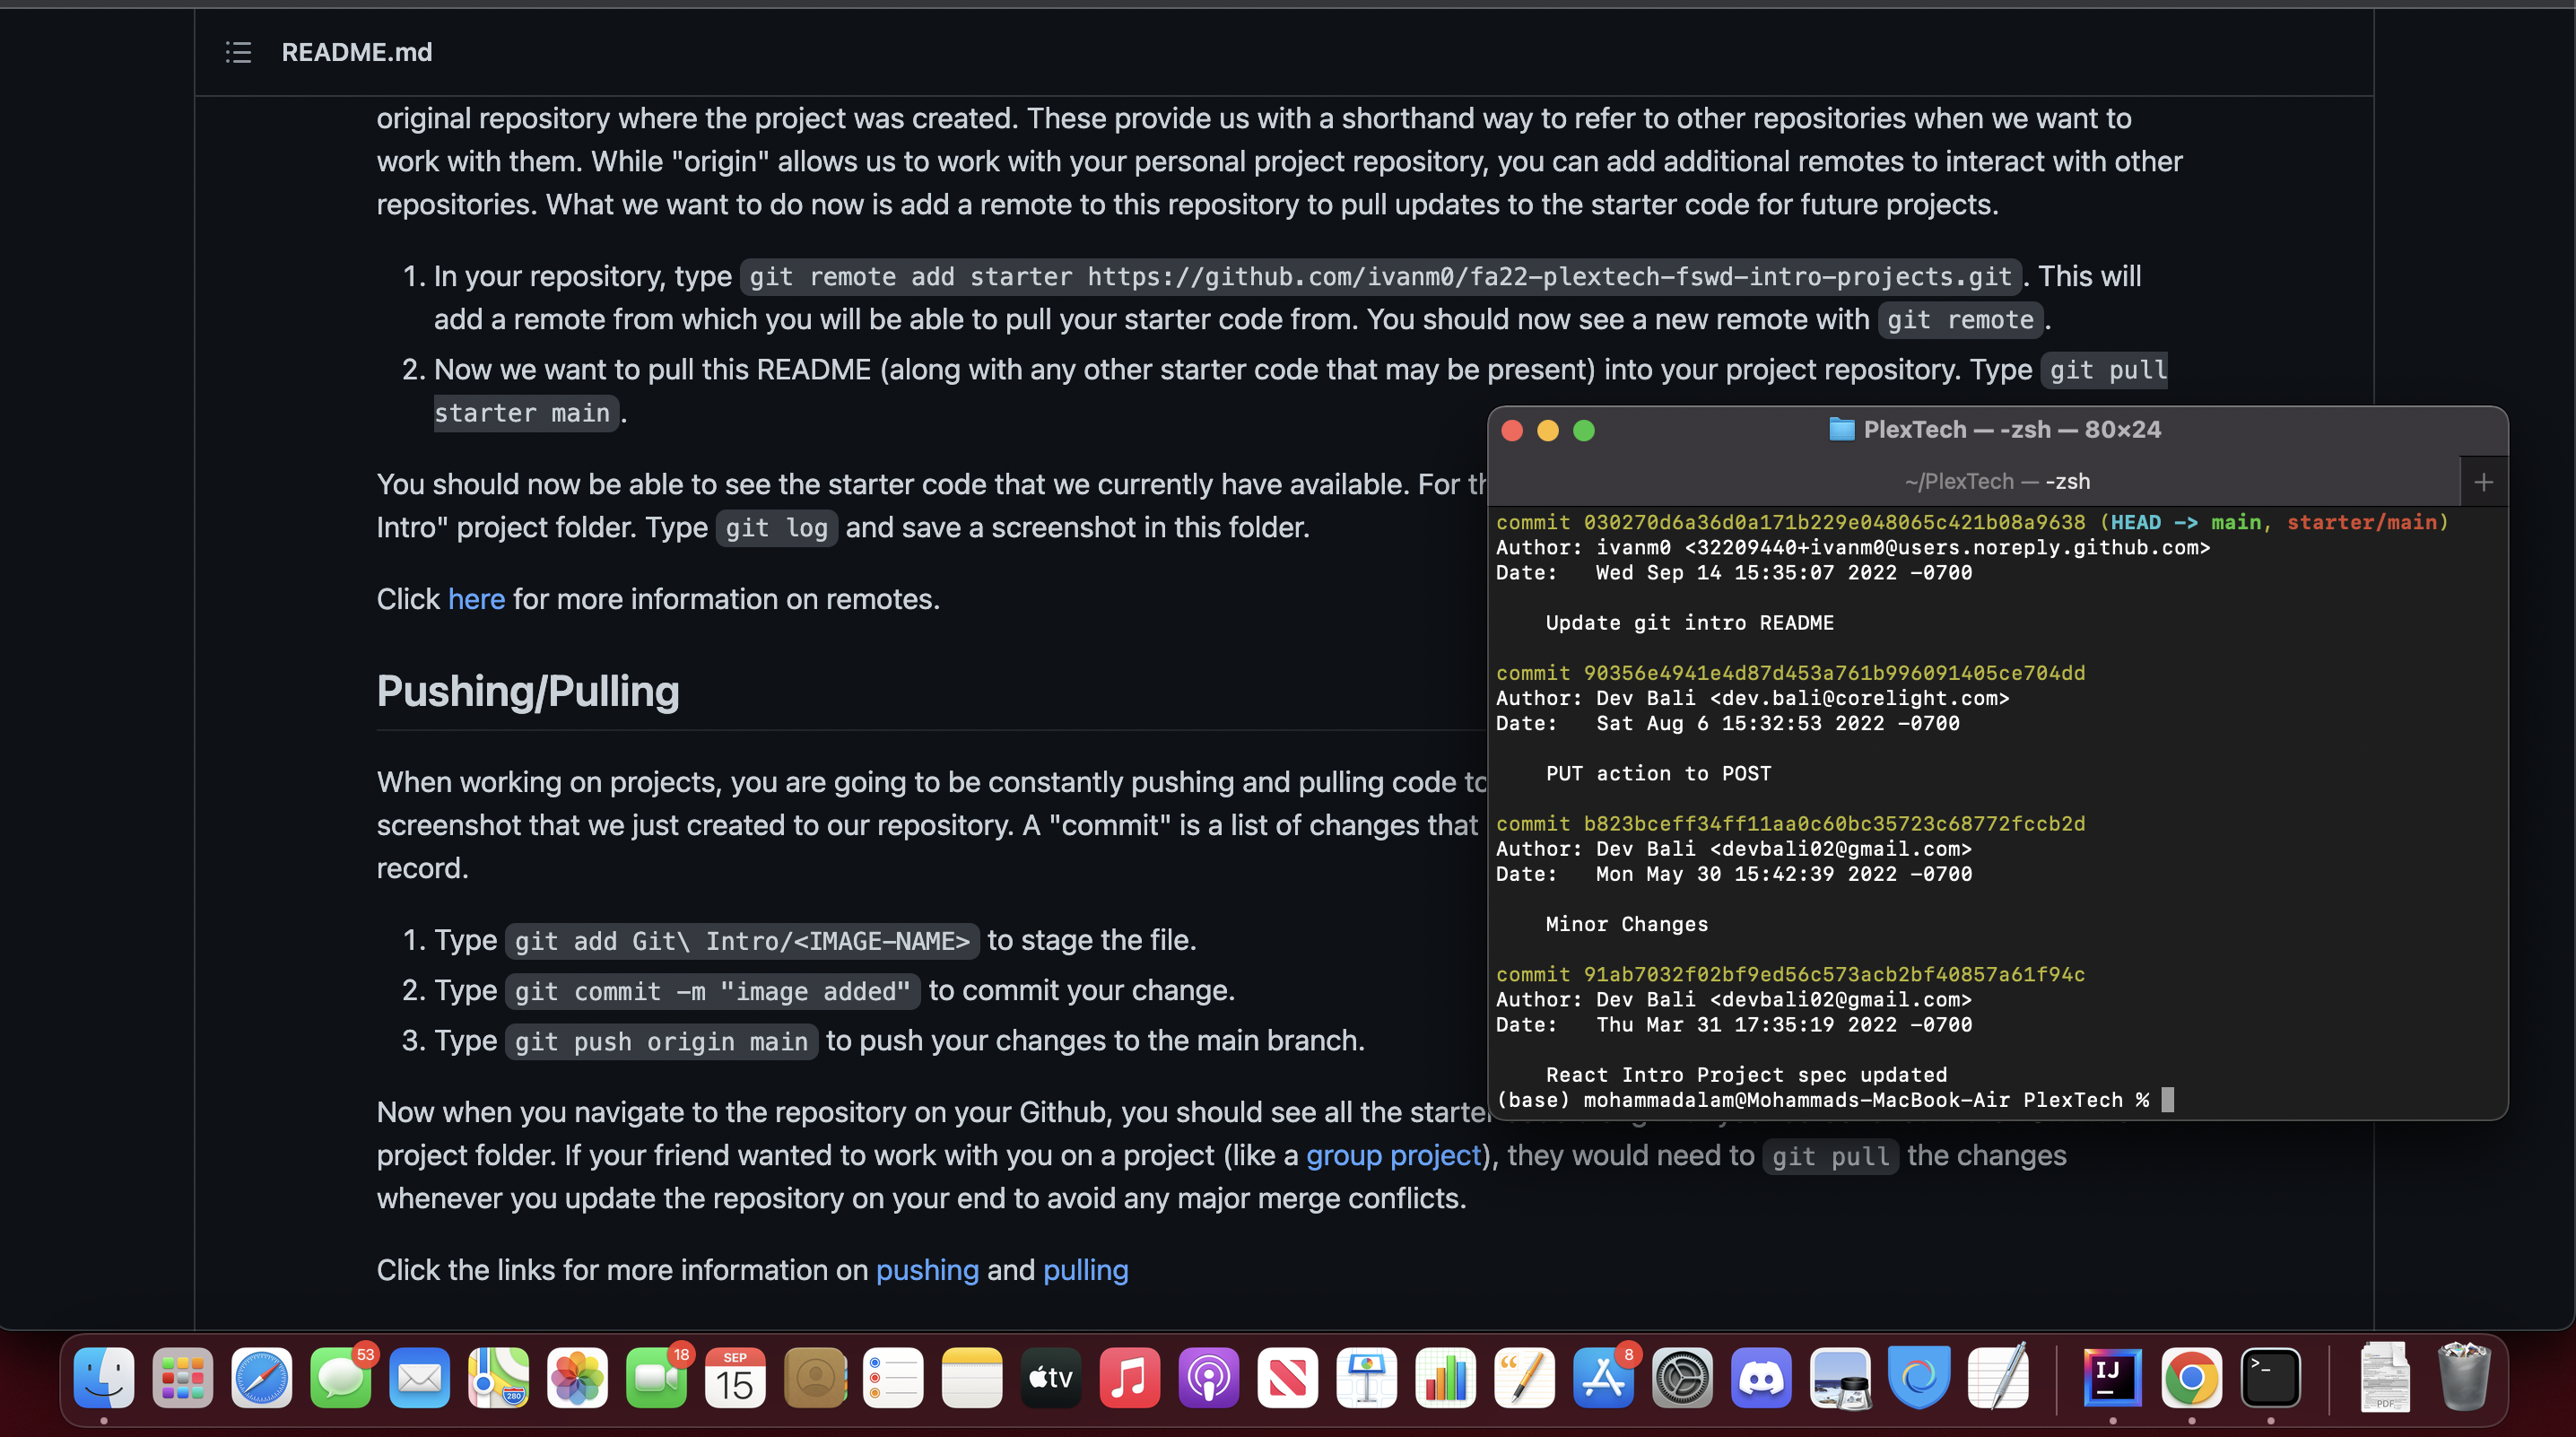 README.md
original repository where the project was created. These provide us with a shorthand way to refer to other repositories when we want to
work with them. While "origin" allows us to work with your personal project repository, you can add additional remotes to interact with other
repositories. What we want to do now is add a remote to this repository to pull updates to the starter code for future projects.
1. In your repository, type git remote add starter https://github.com/ivanm0/fa22-plextech-fswd-intro-projects.git. This will
add a remote from which you will be able to pull your starter code from. You should now see a new remote with git remote.
2. Now we want to pull this README (along with any other starter code that may be present) into your project repository. Type git pull
starter main.
You should now be able to see the starter code that we currently have available. For
Intro" project folder. Type git log and save a screenshot in this folder.
Click here for more information on remotes.
Pushing/Pulling
When working on projects, you are going to be constantly pushing and pulling code to
screenshot that we just created to our repository. A "commit" is a list of changes that
record.
1. Type git add Git\ Intro/<IMAGE-NAME> to stage the file.
2. Type git commit -m "image added" to commit your change.
3. Type git push origin main to push your changes to the main branch.
Now when you navigate to the repository on your Github, you should see all the starter
project folder. If your friend wanted to work with you on a project (like a group project), they would need to git pull the changes
whenever you update the repository on your end to avoid any major merge conflicts.
Click the links for more information on pushing and pulling
PlexTech — -zsh — 80×24
~/PlexTech — -zsh
+
commit 030270d6a36d0a171b229e048065c421b08a9638 (HEAD -> main, starter/main)
Author: ivanm0 <32209440+ivanm0@users.noreply.github.com>
Date:   Wed Sep 14 15:35:07 2022 -0700
Update git intro README
commit 90356e4941e4d87d453a761b996091405ce704dd
Author: Dev Bali <dev.bali@corelight.com>
Date:   Sat Aug 6 15:32:53 2022 -0700
PUT action to POST
commit b823bceff34ff11aa0c60bc35723c68772fccb2d
Author: Dev Bali <devbali02@gmail.com>
Date:   Mon May 30 15:42:39 2022 -0700
Minor Changes
commit 91ab7032f02bf9ed56c573acb2bf40857a61f94c
Author: Dev Bali <devbali02@gmail.com>
Date:   Thu Mar 31 17:35:19 2022 -0700
React Intro Project spec updated
(base) mohammadalam@Mohammads-MacBook-Air PlexTech %
53
280
18
SEP
15
tv
8
IJ
>_
PDF